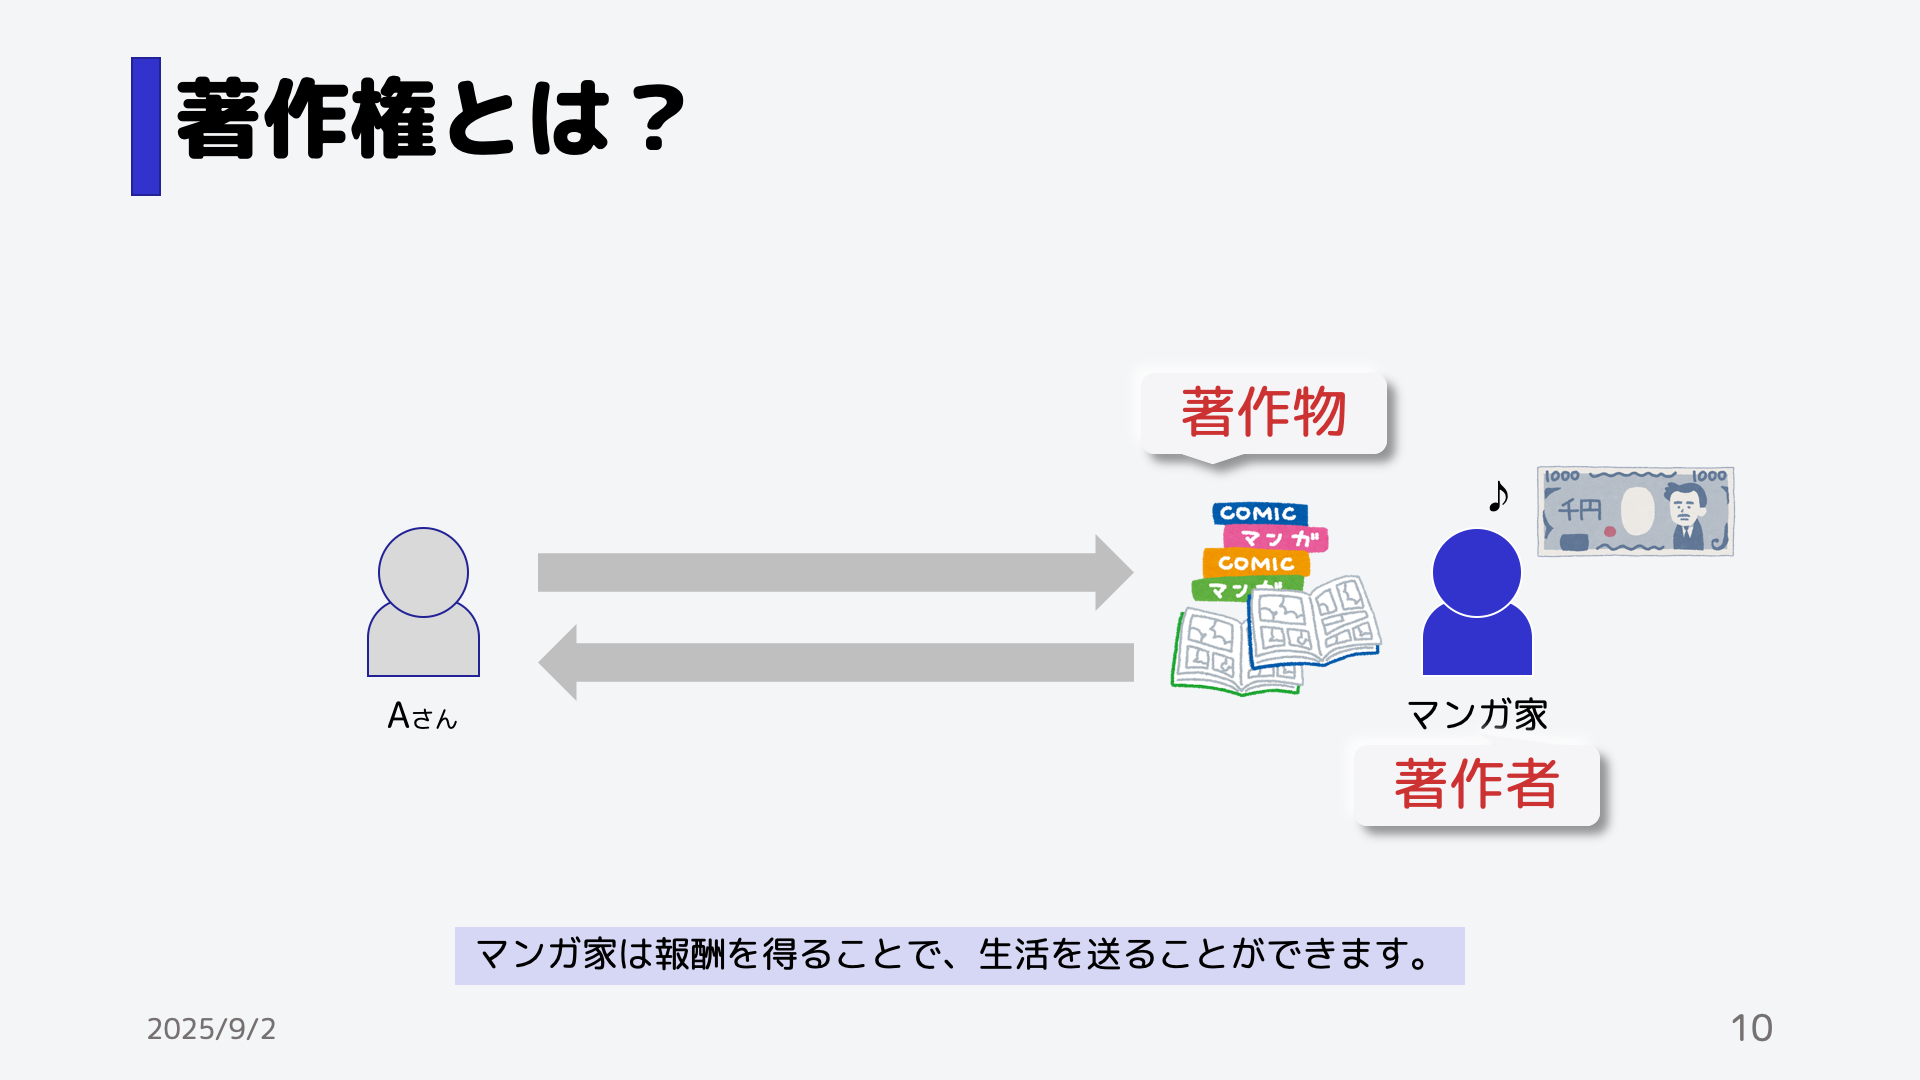 著作権とは？
著作物
1000 1000
千円
♪
COMIC
マンガ
COMIC
マンガ
Aさん
マンガ家
著作者
マンガ家は報酬を得ることで、生活を送ることができます。
2025/9/2
10